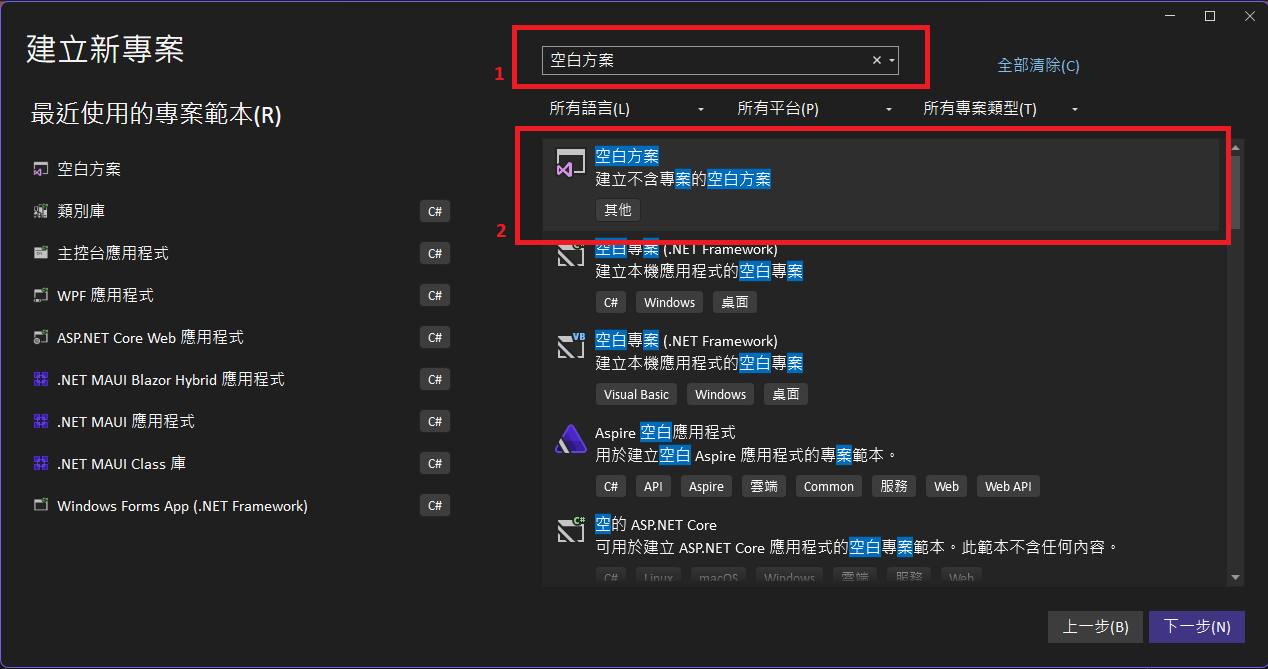 建立新專案
最近使用的專案範本(R)
空白方案
類別庫 C#
主控台應用程式 C#
WPF 應用程式 C#
ASP.NET Core Web 應用程式 C#
.NET MAUI Blazor Hybrid 應用程式 C#
.NET MAUI 應用程式 C#
.NET MAUI Class 庫 C#
Windows Forms App (.NET Framework) C#
1
空白方案
全部清除(C)
所有語言(L) 所有平台(P) 所有專案類型(T)
2
空白方案
建立不含專案的空白方案
其他
空白專案 (.NET Framework)
建立本機應用程式的空白專案
C# Windows 桌面
VB
空白專案 (.NET Framework)
建立本機應用程式的空白專案
Visual Basic Windows 桌面
Aspire 空白應用程式
用於建立空白 Aspire 應用程式的專案範本。
C# API Aspire 雲端 Common 服務 Web Web API
C#
空的 ASP.NET Core
可用於建立 ASP.NET Core 應用程式的空白專案範本。此範本不含任何內容。
C# Linux macOS Windows 雲端 服務 Web
上一步(B) 下一步(N)